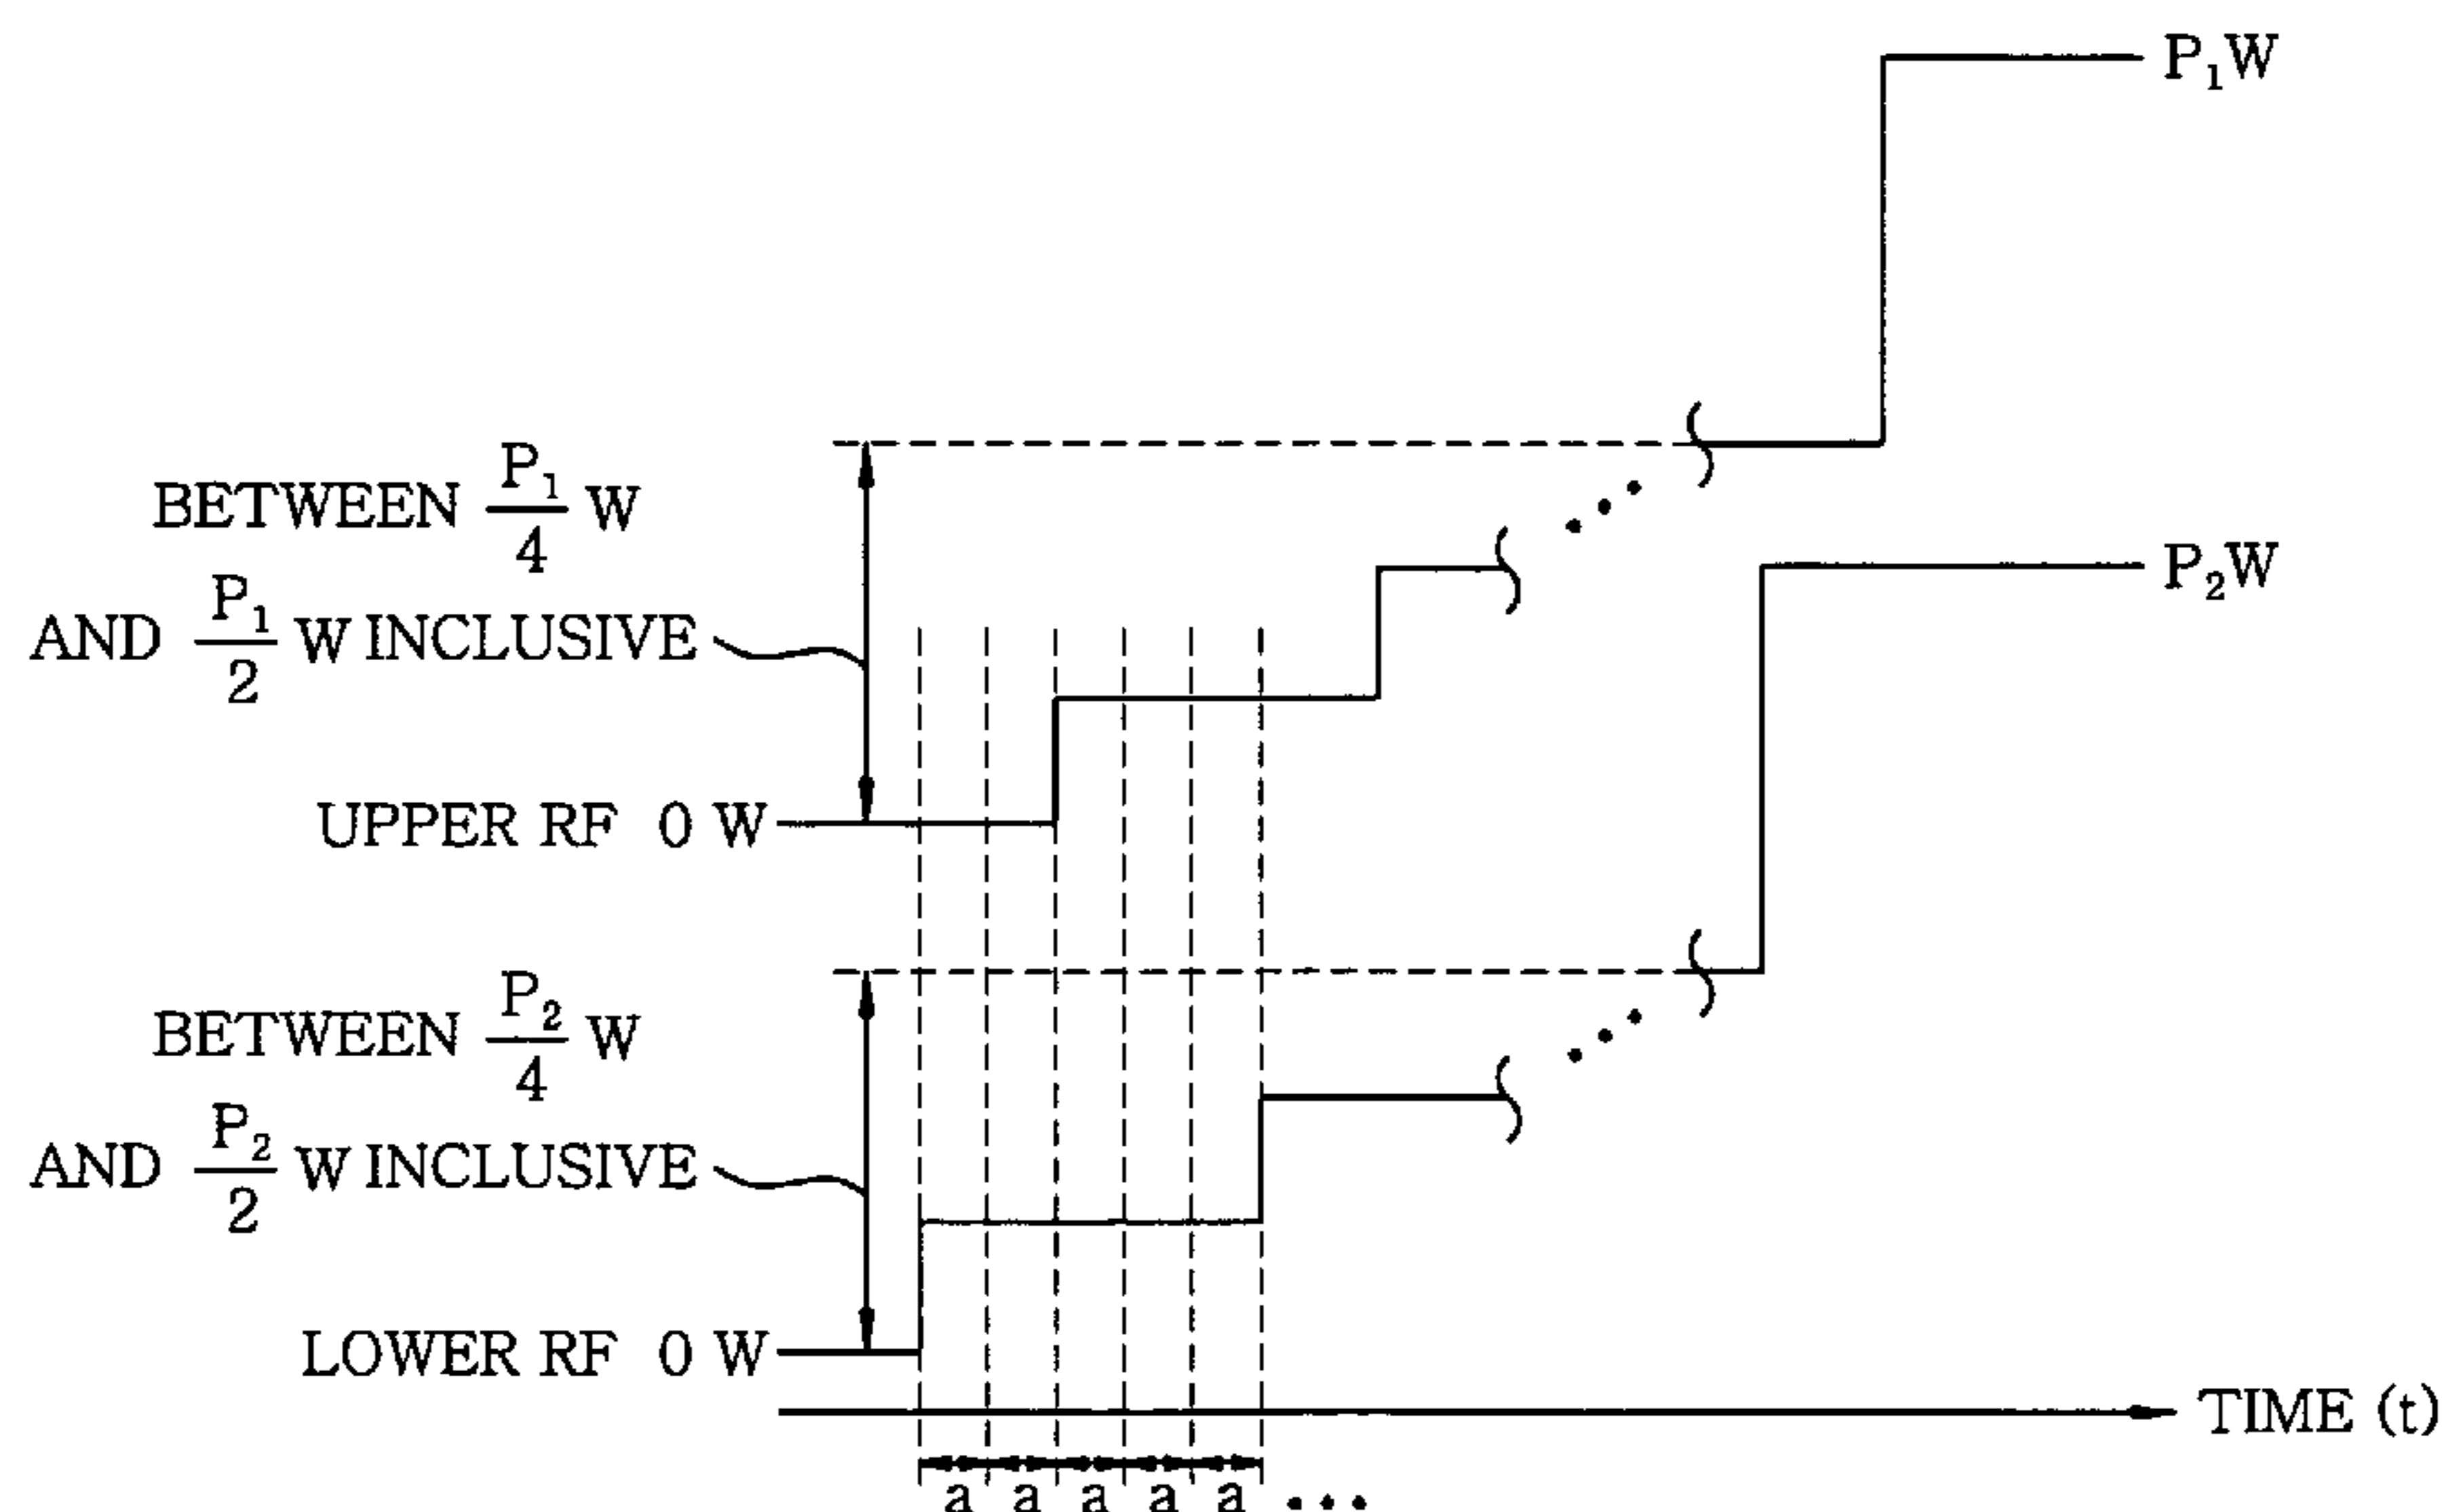 P₁W
BETWEEN P₁/4 W
AND P₁/2 W INCLUSIVE
P₂W
UPPER RF 0 W
BETWEEN P₂/4 W
AND P₂/2 W INCLUSIVE
LOWER RF 0 W
TIME (t)
a a a a a •••